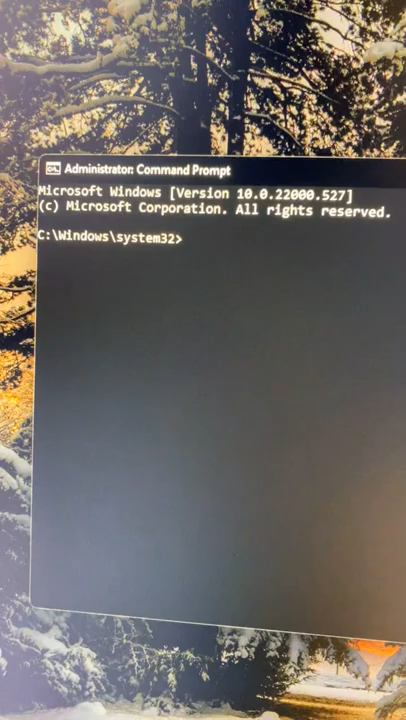 Administrator: Command Prompt
Microsoft Windows [Version 10.0.22000.527]
(c) Microsoft Corporation. All rights reserved.
C:\Windows\system32>